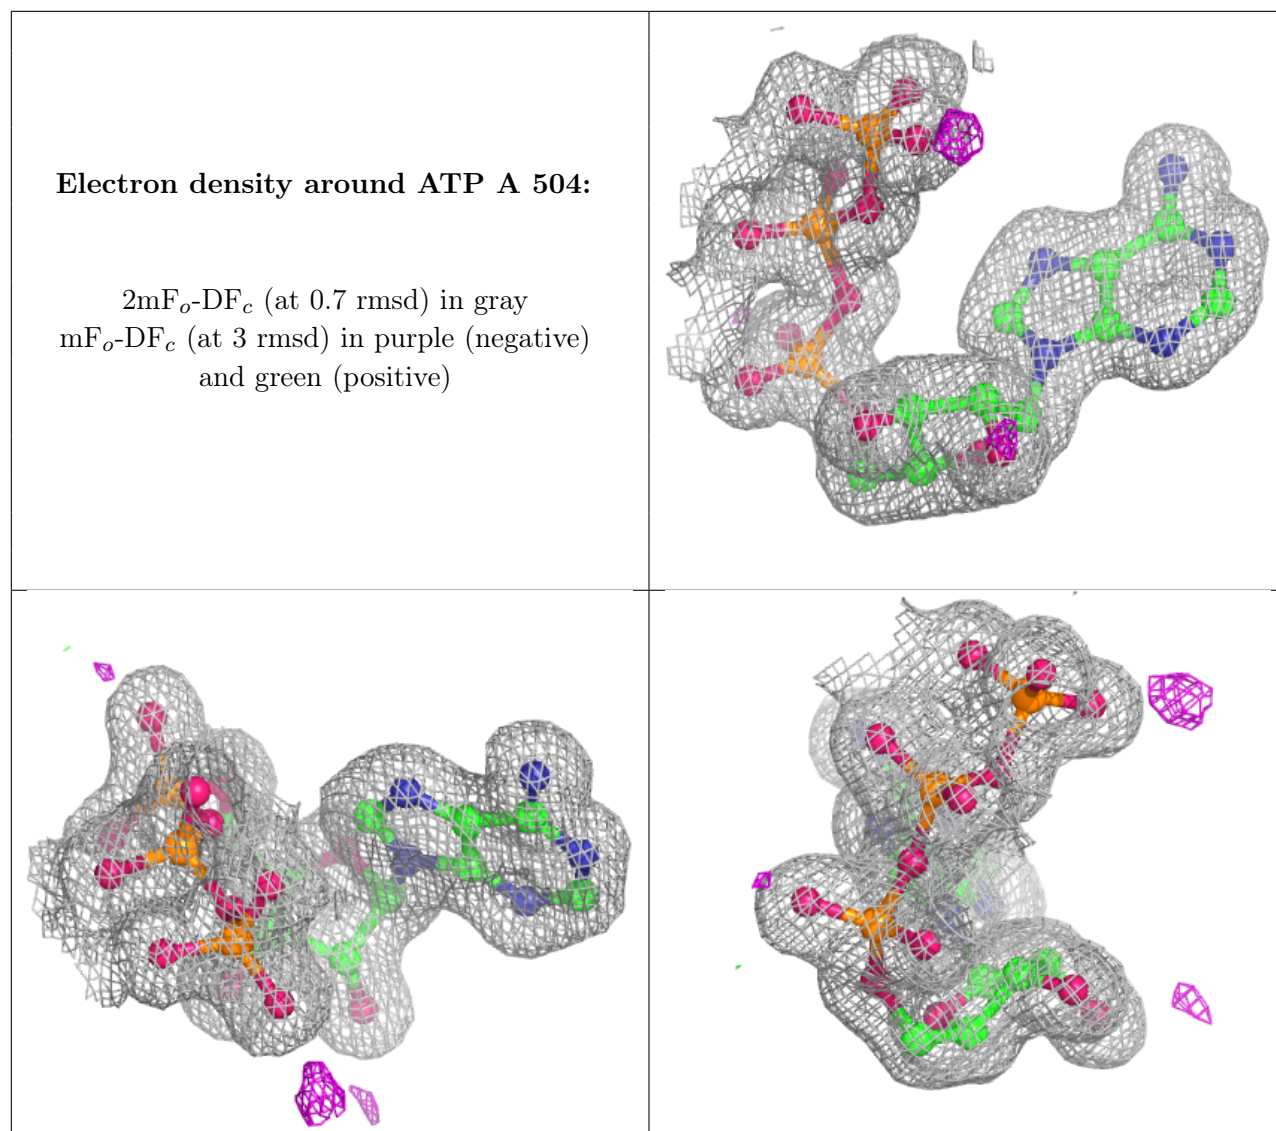 Electron density around ATP A 504:
2mFo-DFc (at 0.7 rmsd) in gray
mFo-DFc (at 3 rmsd) in purple (negative)
and green (positive)